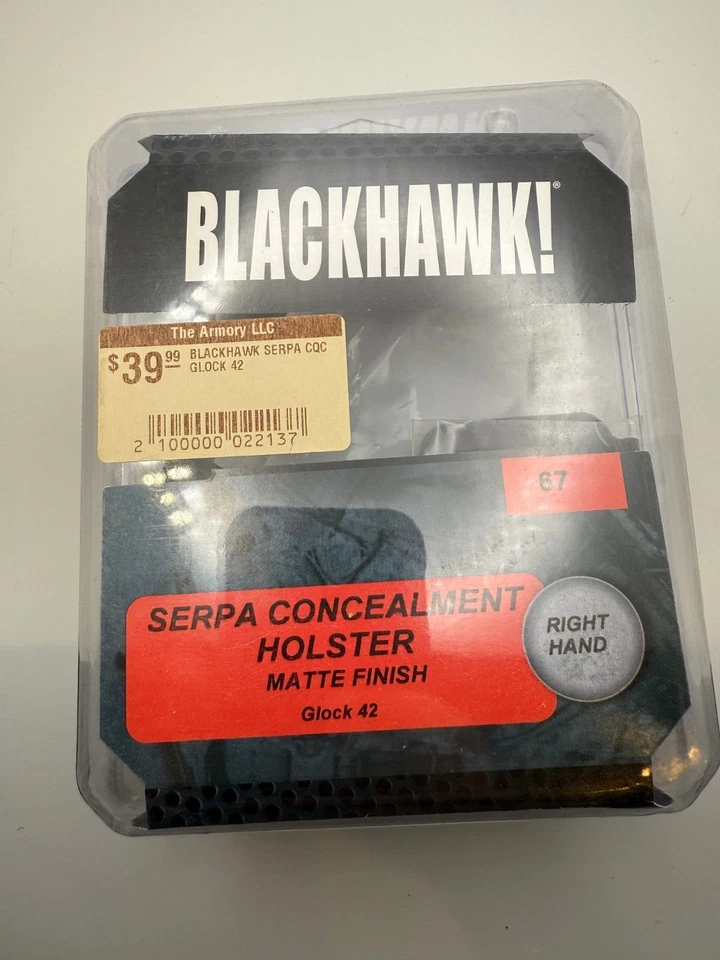 BLACKHAWK!®
The Armory LLC
$39 99 BLACKHAWK SERPA CQC
GLOCK 42
2 100000 022137
67
SERPA CONCEALMENT
HOLSTER
MATTE FINISH
Glock 42
RIGHT
HAND